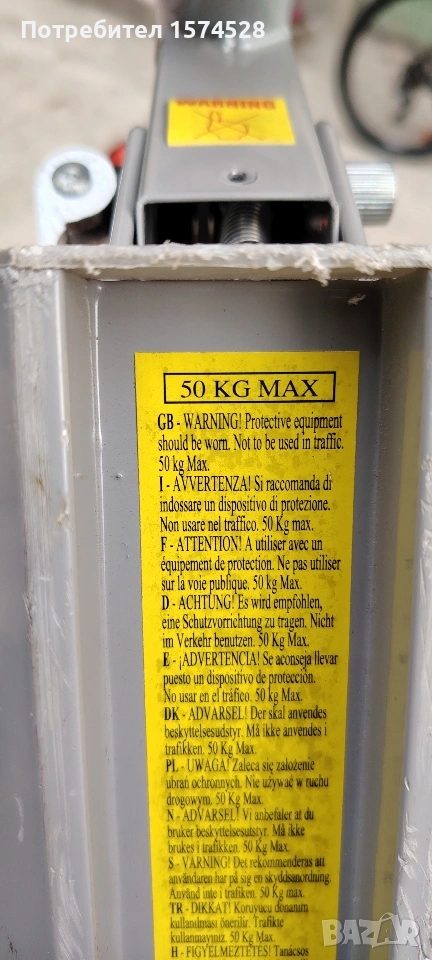 Потребител 1574528
WARNING
50 KG MAX
GB - WARNING! Protective equipment
should be worn. Not to be used in traffic.
50 kg Max.
I - AVVERTENZA! Si raccomanda di
indossare un dispositivo di protezione.
Non usare nel traffico. 50 Kg max.
F - ATTENTION! A utiliser avec un
équipement de protection. Ne pas utiliser
sur la voie publique. 50 kg Max.
D - ACHTUNG! Es wird empfohlen,
eine Schutzvorrichtung zu tragen. Nicht
im Verkehr benutzen. 50 Kg Max.
E - ¡ADVERTENCIA! Se aconseja llevar
puesto un dispositivo de protección.
No usar en el tráfico. 50 kg Max.
DK - ADVARSEL! Der skal anvendes
beskyttelsesudstyr. Må ikke anvendes i
trafikken. 50 Kg Max.
PL - UWAGA! Zaleca się założenie
ubrań ochronnych. Nie używać w ruchu
drogowym. 50 Kg Max.
N - ADVARSEL! Vi anbefaler at du
bruker beskyttelsesutstyr. Må ikke
brukes i trafikken. 50 Kg Max.
S - VARNING! Det rekommenderas att
användaren har på sig en skyddsanordning.
Använd inte i trafiken. 50 Kg max.
TR - DIKKAT! Koruyucu donanım
kullanılması önerilir. Trafikte
kullanmayınız. 50 Kg Max.
H - FIGYELMEZTETÉS! Tanácsos
BAZAR